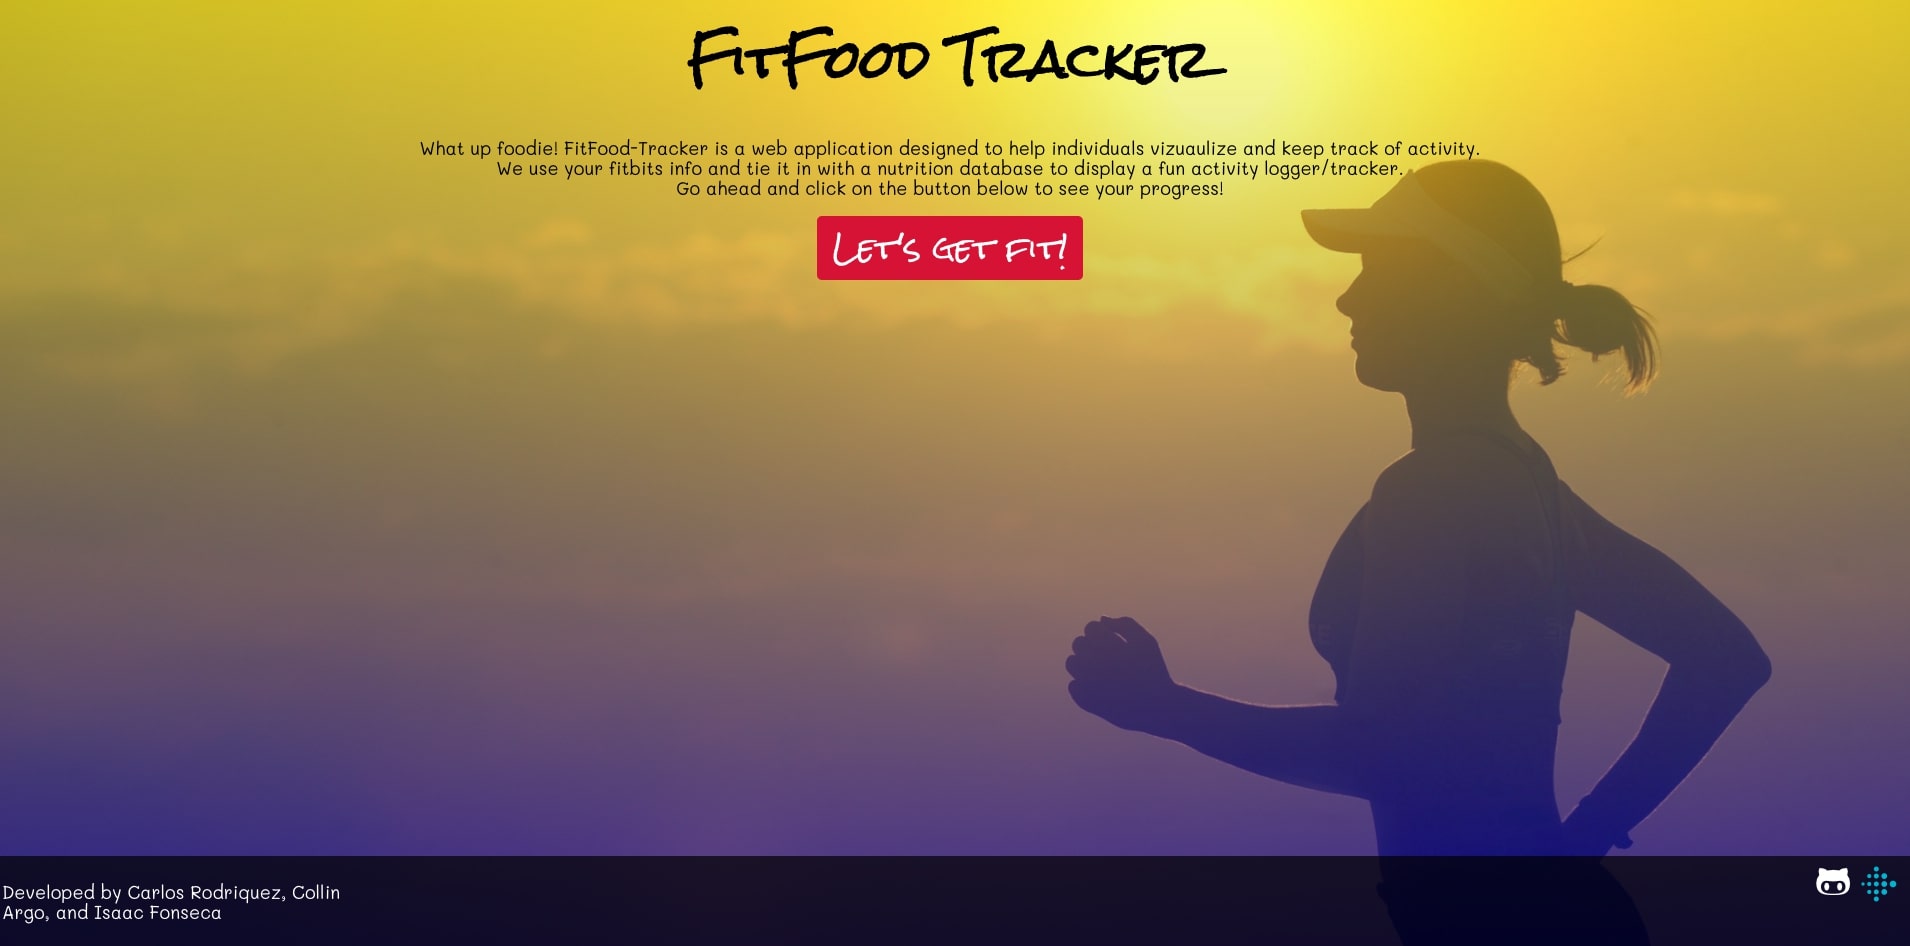 FitFood Tracker
What up foodie! FitFood-Tracker is a web application designed to help individuals vizuaulize and keep track of activity.
We use your fitbits info and tie it in with a nutrition database to display a fun activity logger/tracker.
Go ahead and click on the button below to see your progress!
Let's get fit!
Developed by Carlos Rodriquez, Collin
Argo, and Isaac Fonseca